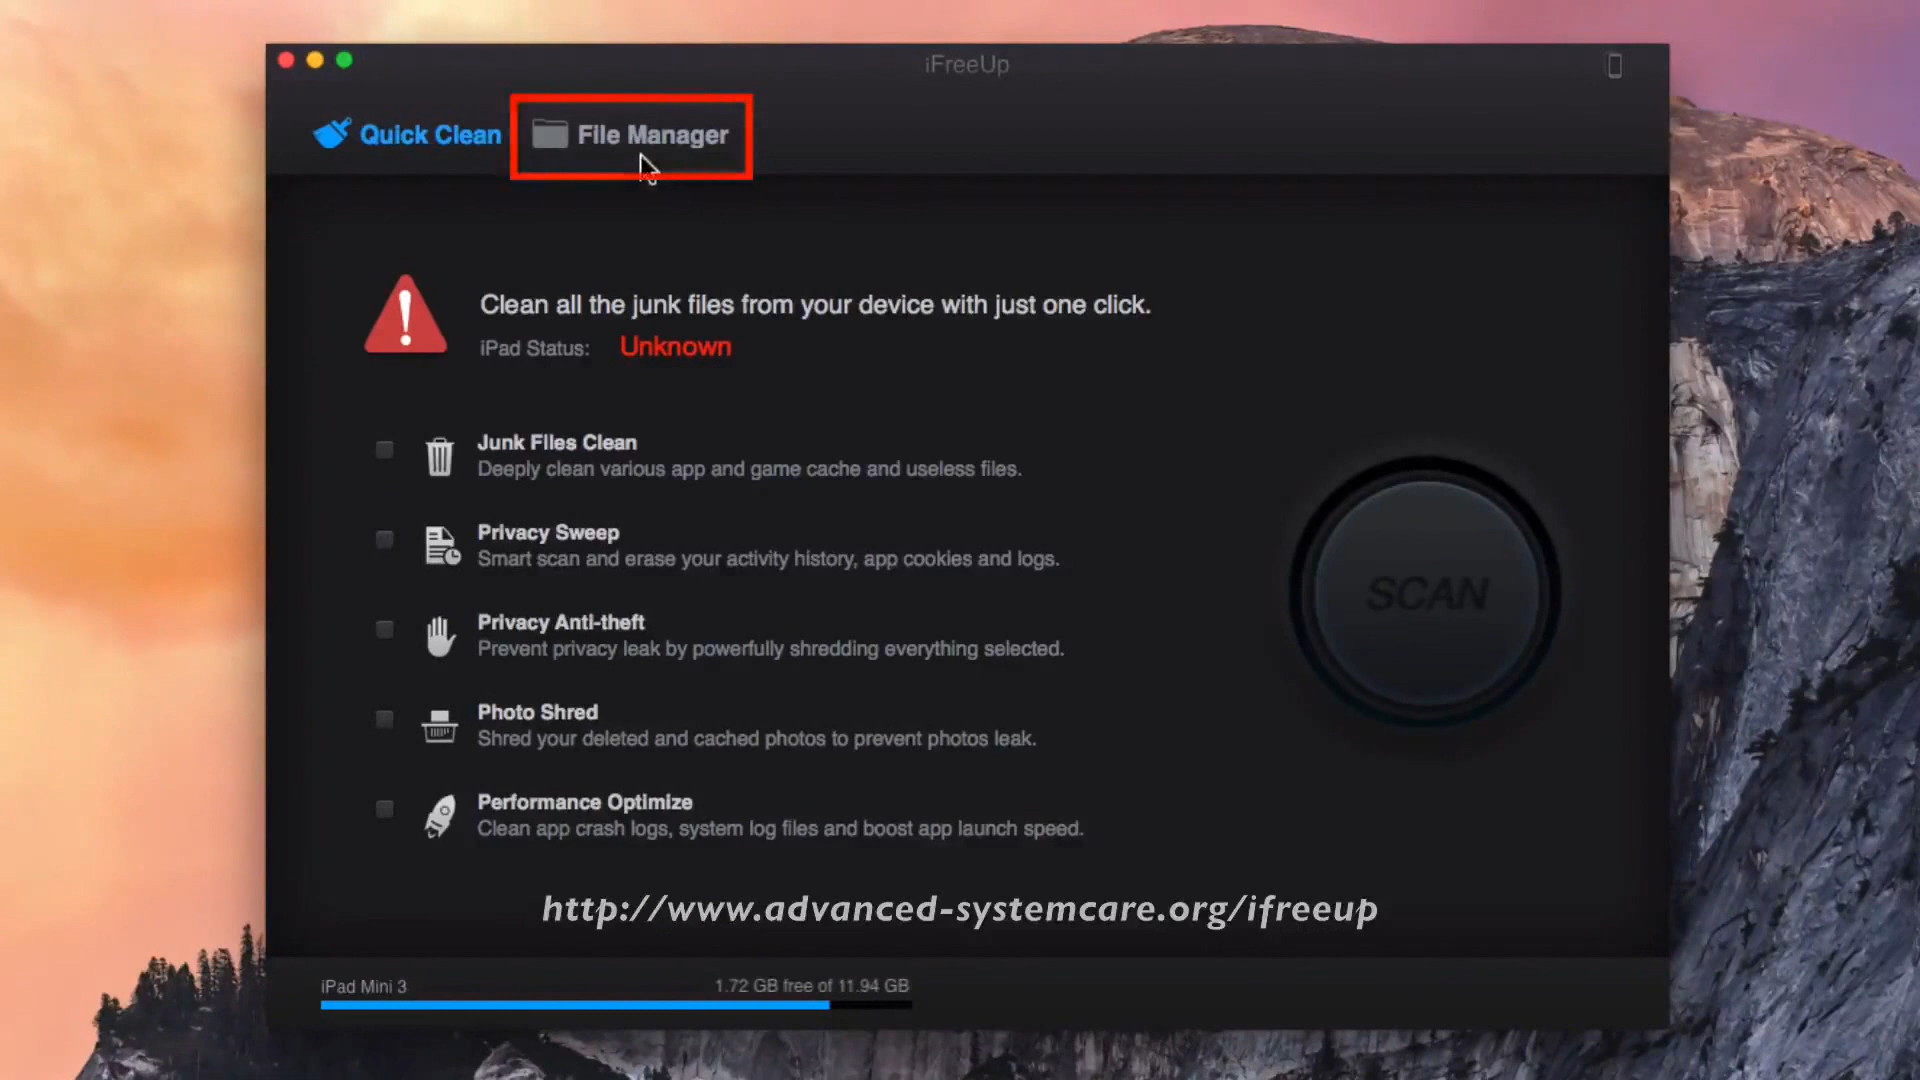 iFreeUp
Quick Clean
File Manager
Clean all the junk files from your device with just one click.
iPad Status: Unknown
Junk Files Clean
Deeply clean various app and game cache and useless files.
Privacy Sweep
Smart scan and erase your activity history, app cookies and logs.
Privacy Anti-theft
Prevent privacy leak by powerfully shredding everything selected.
SCAN
Photo Shred
Shred your deleted and cached photos to prevent photos leak.
Performance Optimize
Clean app crash logs, system log files and boost app launch speed.
http://www.advanced-systemcare.org/ifreeup
iPad Mini 3
1.72 GB free of 11.94 GB